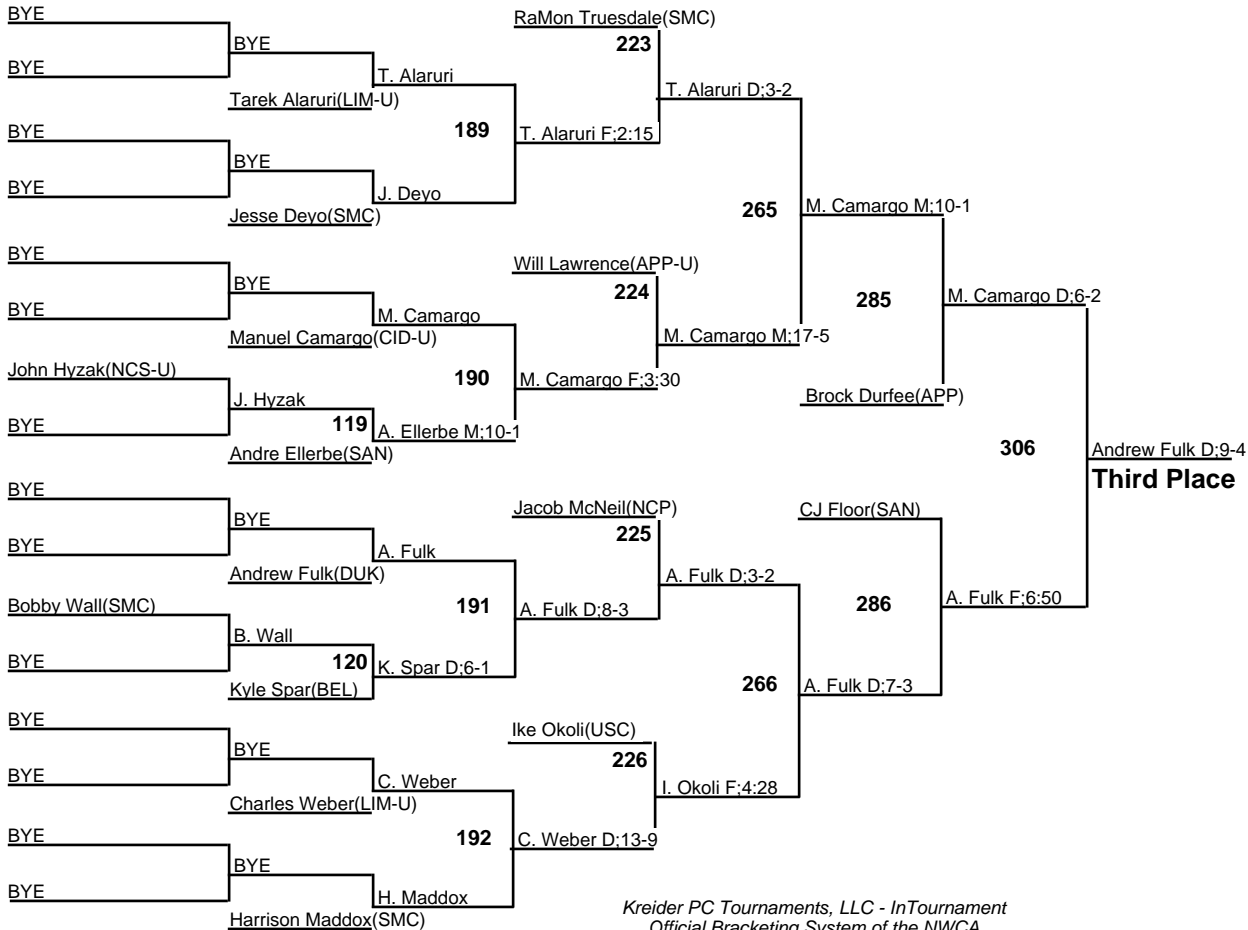 BYE
RaMon Truesdale(SMC)
BYE
223
BYE
T. Alaruri
T. Alaruri D;3-2
Tarek Alaruri(LIM-U)
189
T. Alaruri F;2:15
BYE
BYE
BYE
J. Deyo
265
M. Camargo M;10-1
Jesse Deyo(SMC)
BYE
Will Lawrence(APP-U)
BYE
224
285
M. Camargo D;6-2
BYE
M. Camargo
Manuel Camargo(CID-U)
M. Camargo M;17-5
John Hyzak(NCS-U)
190
M. Camargo F;3:30
J. Hyzak
Brock Durfee(APP)
BYE
119
A. Ellerbe M;10-1
306
Andrew Fulk D;9-4
Andre Ellerbe(SAN)
Third Place
BYE
Jacob McNeil(NCP)
CJ Floor(SAN)
BYE
225
BYE
A. Fulk
Andrew Fulk(DUK)
A. Fulk D;3-2
Bobby Wall(SMC)
191
A. Fulk D;8-3
286
A. Fulk F;6:50
B. Wall
BYE
120
K. Spar D;6-1
266
A. Fulk D;7-3
Kyle Spar(BEL)
BYE
Ike Okoli(USC)
BYE
226
BYE
C. Weber
I. Okoli F;4:28
Charles Weber(LIM-U)
BYE
192
C. Weber D;13-9
BYE
BYE
H. Maddox
Harrison Maddox(SMC)
Kreider PC Tournaments, LLC - InTournament
Official Bracketing System of the NWCA